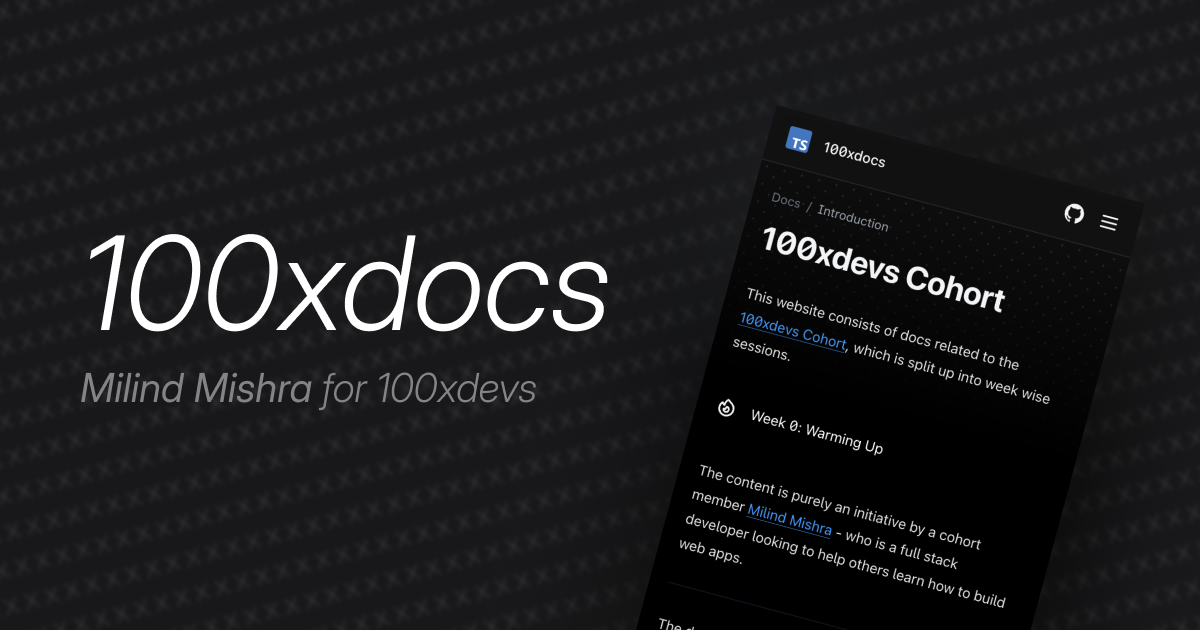 100xdocs
Milind Mishra for 100xdevs
TS
100xdocs
Docs / Introduction
100xdevs Cohort
This website consists of docs related to the
100xdevs Cohort, which is split up into week wise
sessions.
Week 0: Warming Up
The content is purely an initiative by a cohort
member Milind Mishra - who is a full stack
developer looking to help others learn how to build
web apps.
The